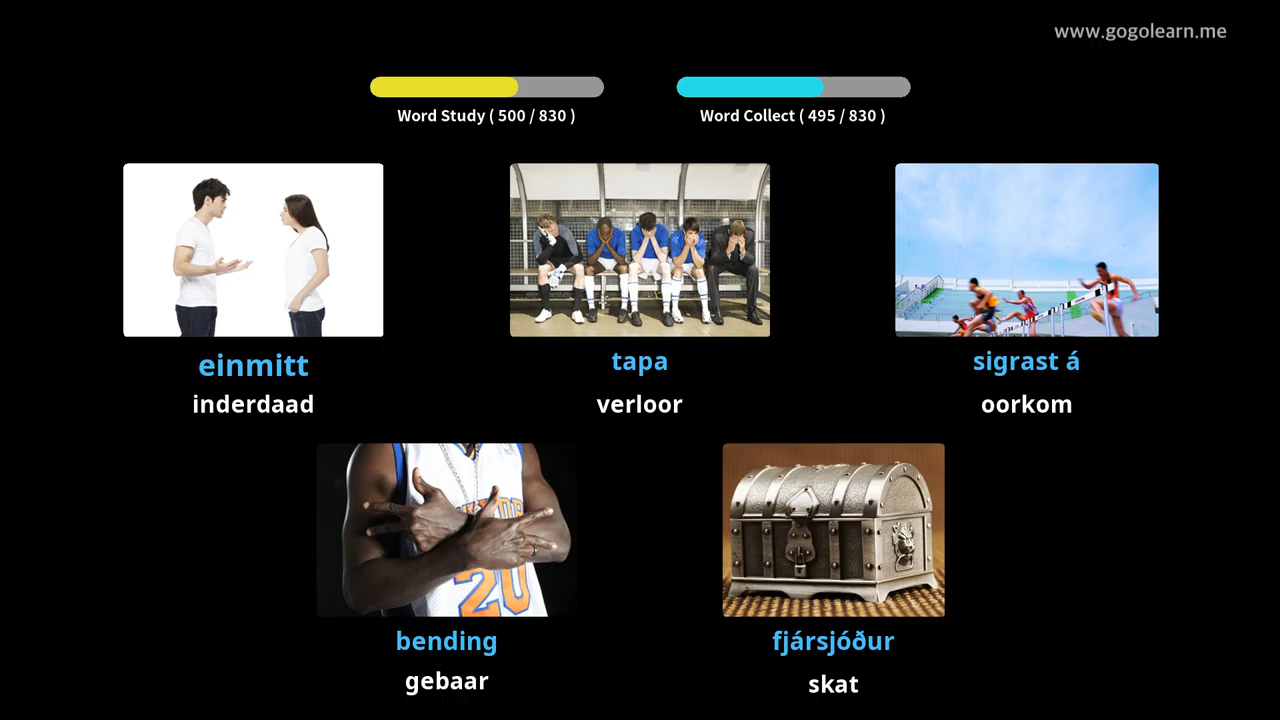 www.gogolearn.me
Word Study ( 500 / 830 )
Word Collect ( 495 / 830 )
einmitt
inderdaad
tapa
verloor
sigrast á
oorkom
20
bending
gebaar
fjársjóður
skat